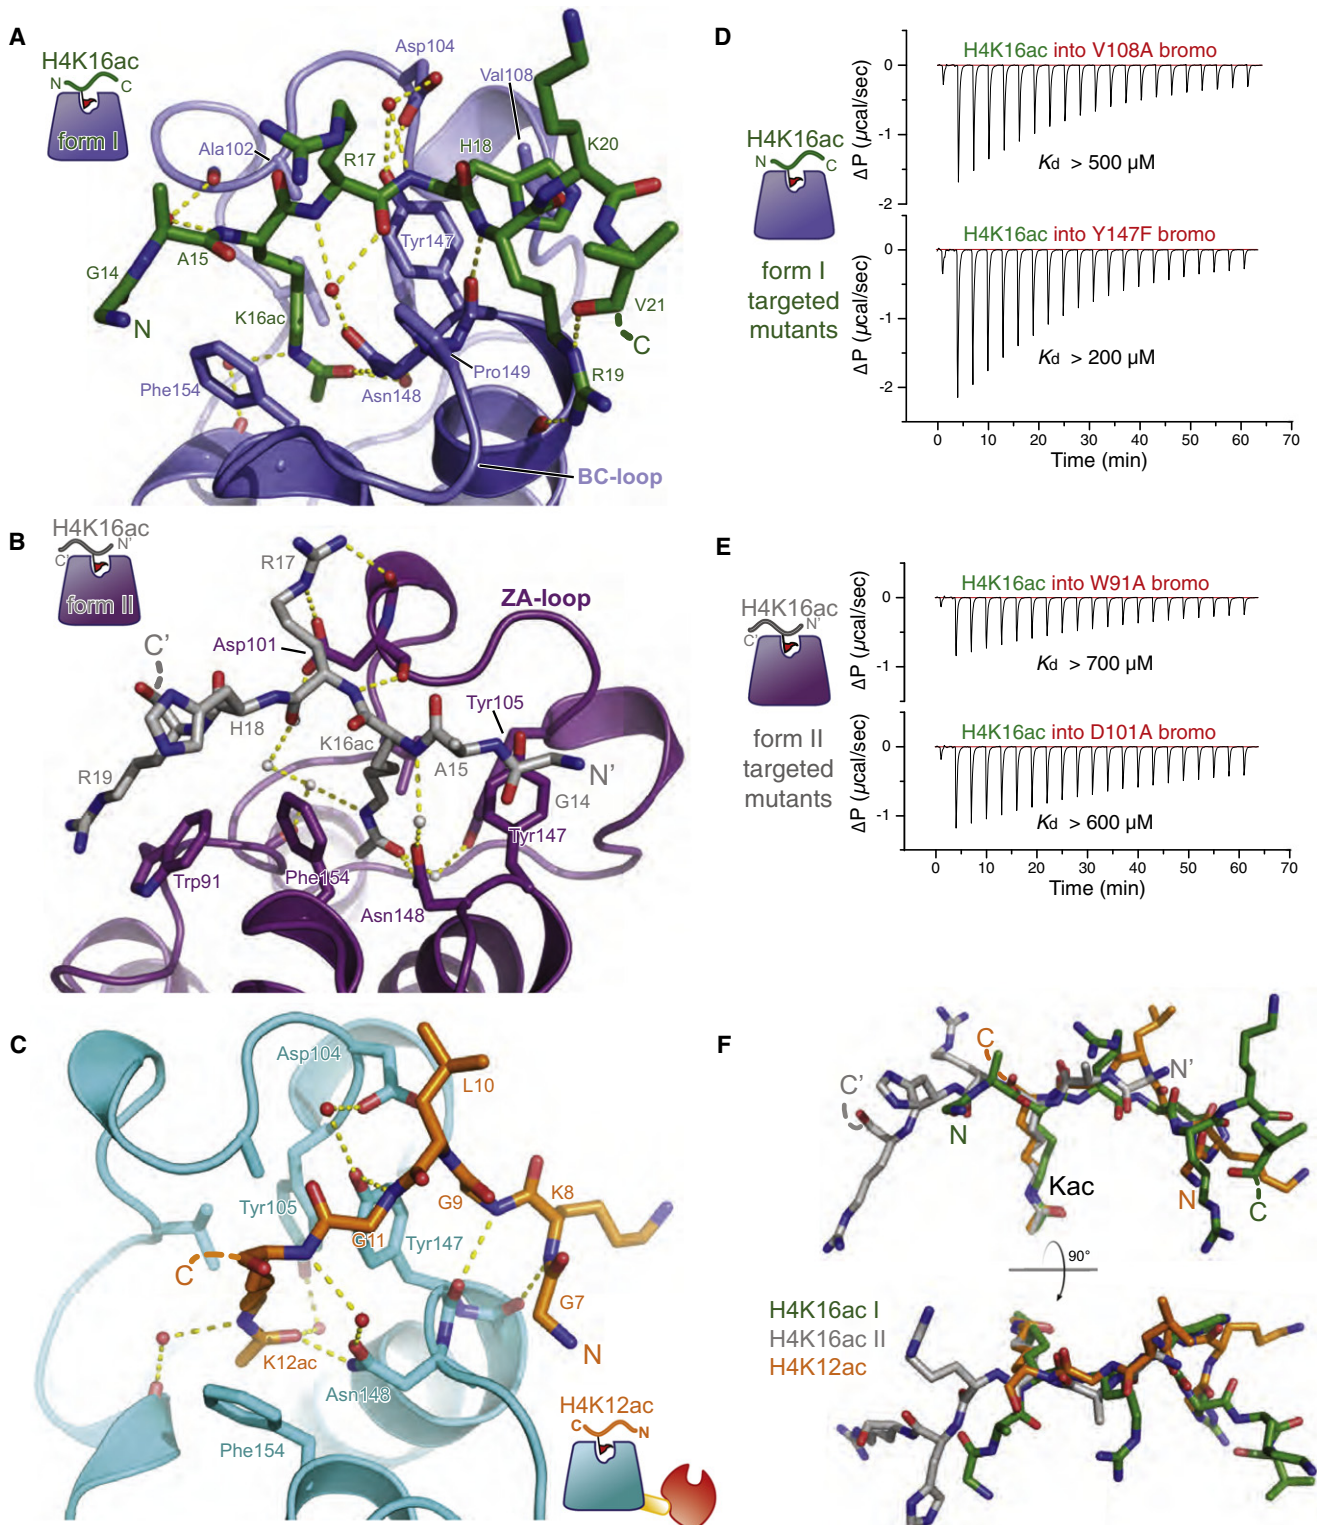 A
H4K16ac
N
C
form I
Asp104
Val108
Ala102
R17
H18
K20
Tyr147
G14
A15
N
K16ac
V21
C
Phe154
Asn148
Pro149
R19
BC-loop
B
H4K16ac
C'
N'
form II
R17
ZA-loop
C'
Asp101
Tyr105
H18
K16ac
A15
N'
R19
G14
Tyr147
Trp91
Phe154
Asn148
C
Asp104
L10
K8
Tyr105
G9
G11
Tyr147
C
G7
K12ac
N
Asn148
H4K12ac
C
N
Phe154
D
H4K16ac into V108A bromo
0
-1
-2
ΔP (µcal/sec)
Kd > 500 µM
H4K16ac
N
C
form I
targeted
mutants
H4K16ac into Y147F bromo
0
-1
-2
ΔP (µcal/sec)
Kd > 200 µM
0 10 20 30 40 50 60 70
Time (min)
E
H4K16ac into W91A bromo
0
-1
ΔP (µcal/sec)
Kd > 700 µM
H4K16ac
C'
N'
form II
targeted
mutants
H4K16ac into D101A bromo
0
-1
ΔP (µcal/sec)
Kd > 600 µM
0 10 20 30 40 50 60 70
Time (min)
F
C
N'
C'
N
Kac
N
C
90°
H4K16ac I
H4K16ac II
H4K12ac